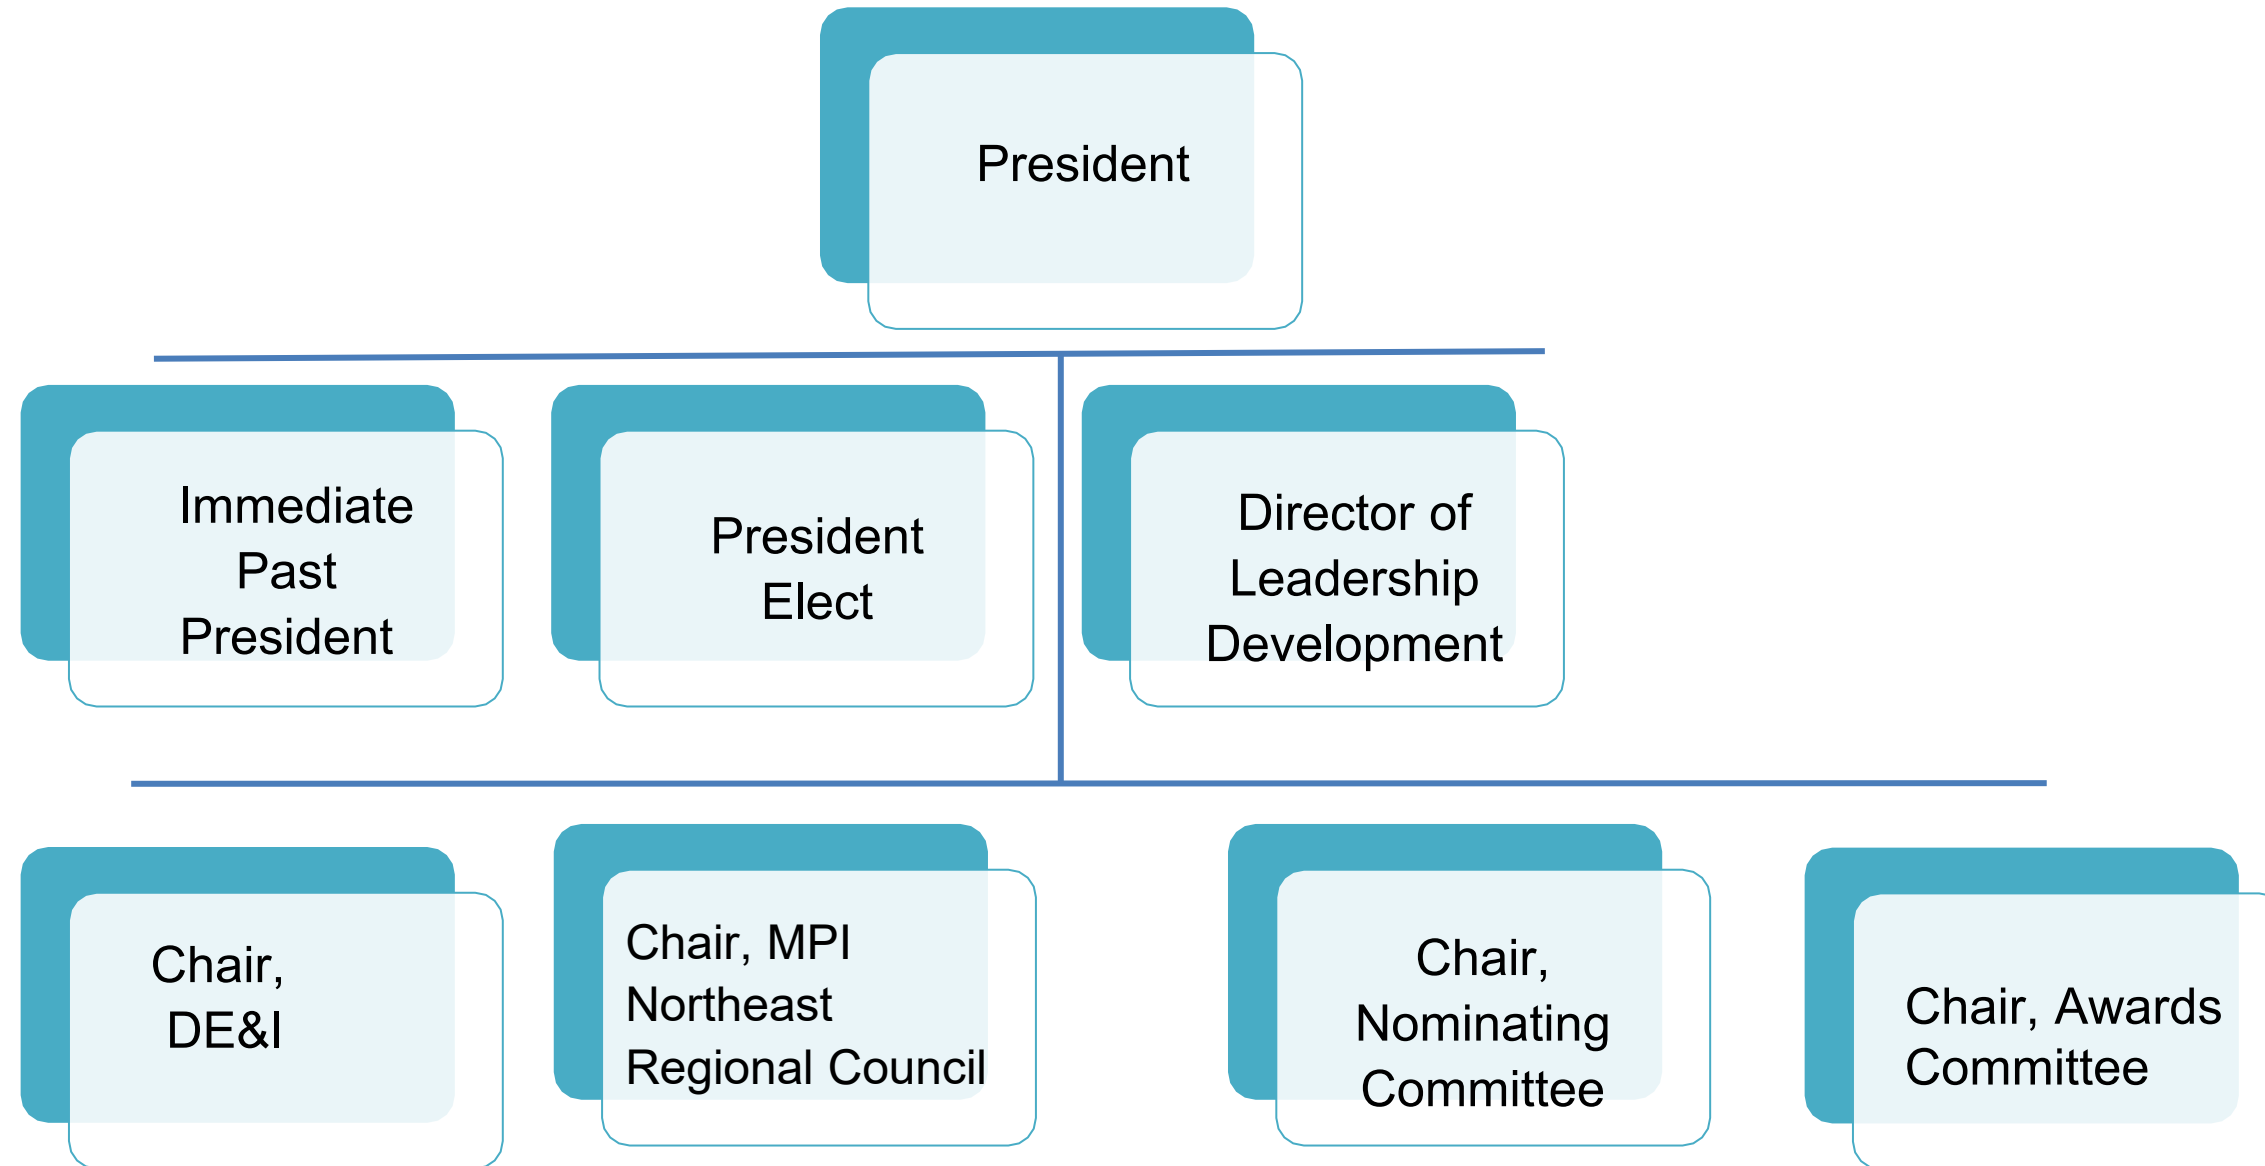 President
Immediate
Past
President
President
Elect
Director of
Leadership
Development
Chair,
DE&I
Chair, MPI
Northeast
Regional Council
Chair,
Nominating
Committee
Chair, Awards
Committee